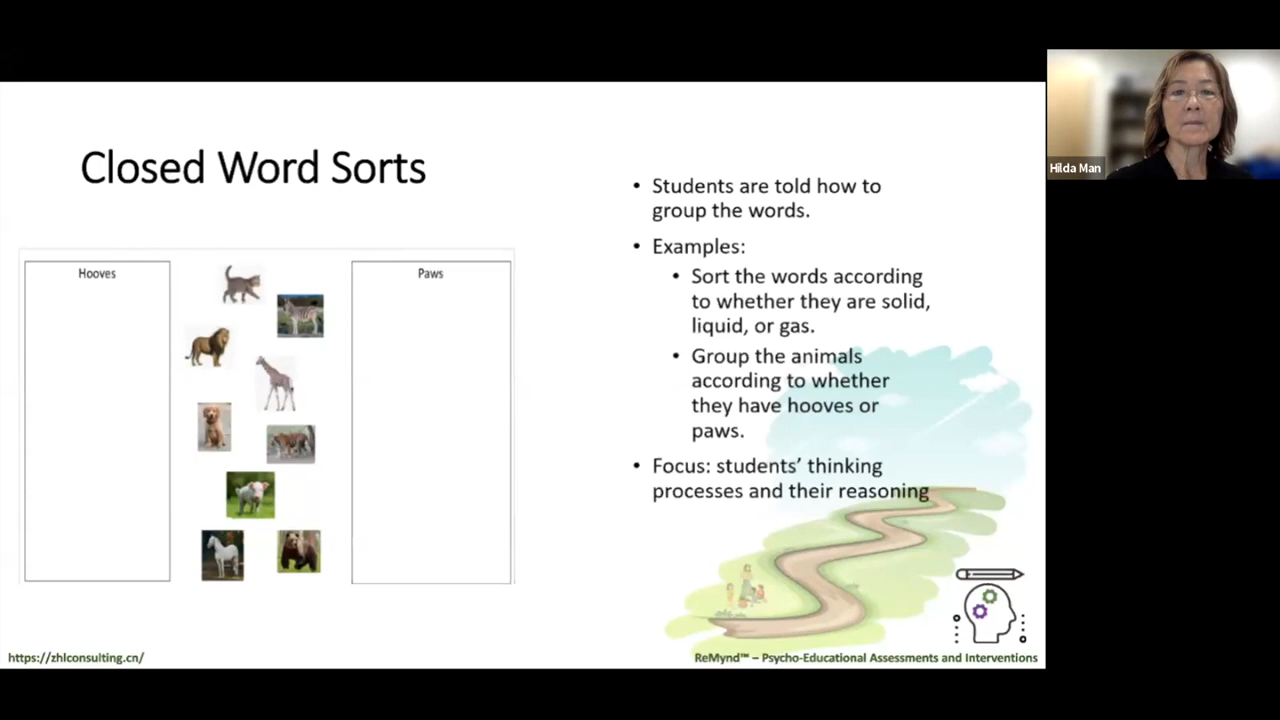 Closed Word Sorts
Hooves
Paws
• Students are told how to
group the words.
• Examples:
• Sort the words according
to whether they are solid,
liquid, or gas.
• Group the animals
according to whether
they have hooves or
paws.
• Focus: students’ thinking
processes and their reasoning
https://zhlconsulting.cn/
ReMynd™ – Psycho-Educational Assessments and Interventions
Hilda Man